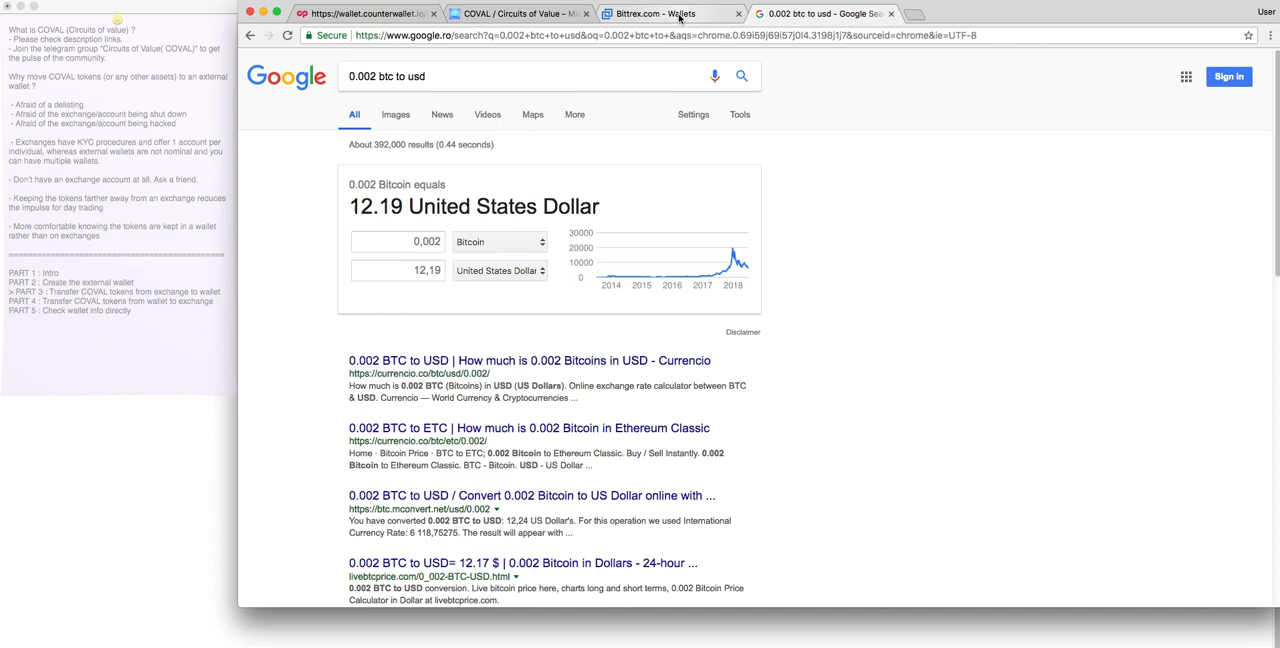 What is COVAL (Circuits of value) ?
- Please check description links.
- Join the telegram group "Circuits of Value( COVAL)" to get
the pulse of the community.
Why move COVAL tokens (or any other assets) to an external
wallet ?
- Afraid of a delisting
- Afraid of the exchange/account being shut down
- Afraid of the exchange/account being hacked
- Exchanges have KYC procedures and offer 1 account per
individual, whereas external wallets are not nominal and you
can have multiple wallets.
- Don't have an exchange account at all. Ask a friend.
- Keeping the tokens farther away from an exchange reduces
the impulse for day trading
- More comfortable knowing the tokens are kept in a wallet
rather than on exchanges
================================================
PART 1 : Intro
PART 2 : Create the external wallet
> PART 3 : Transfer COVAL tokens from exchange to wallet
PART 4 : Transfer COVAL tokens from wallet to exchange
PART 5 : Check wallet info directly
https://wallet.counterwallet.io/
COVAL / Circuits of value – Mi
Bittrex.com - Wallets
0.002 btc to usd - Google Sea
User
Secure
https://www.google.ro/search?q=0.002+btc+to+usd&oq=0.002+btc+to+&aqs=chrome.0.69i59j69i57j0l4.3198j1j7&sourceid=chrome&ie=UTF-8
Google
0.002 btc to usd
Sign in
All
Images
News
Videos
Maps
More
Settings
Tools
About 392,000 results (0.44 seconds)
0.002 Bitcoin equals
12.19 United States Dollar
0,002
Bitcoin
12,19
United States Dollar
30000
20000
10000
0
2014
2015
2016
2017
2018
Disclaimer
0.002 BTC to USD | How much is 0.002 Bitcoins in USD - Currencio
https://currencio.co/btc/usd/0.002/
How much is 0.002 BTC (Bitcoins) in USD (US Dollars). Online exchange rate calculator between BTC
& USD. Currencio — World Currency & Cryptocurrencies ...
0.002 BTC to ETC | How much is 0.002 Bitcoin in Ethereum Classic
https://currencio.co/btc/etc/0.002/
Home · Bitcoin Price · BTC to ETC; 0.002 Bitcoin to Ethereum Classic. Buy / Sell Instantly. 0.002
Bitcoin to Ethereum Classic. BTC - Bitcoin. USD - US Dollar ...
0.002 BTC to USD / Convert 0.002 Bitcoin to US Dollar online with ...
https://btc.mconvert.net/usd/0.002
You have converted 0.002 BTC to USD: 12,24 US Dollar's. For this operation we used International
Currency Rate: 6 118,75275. The result will appear with ...
0.002 BTC to USD= 12.17 $ | 0.002 Bitcoin in Dollars - 24-hour ...
livebtcprice.com/0_002-BTC-USD.html
0.002 BTC to USD conversion. Live bitcoin price here, charts long and short terms, 0.002 Bitcoin Price
Calculator in Dollar at livebtcprice.com.